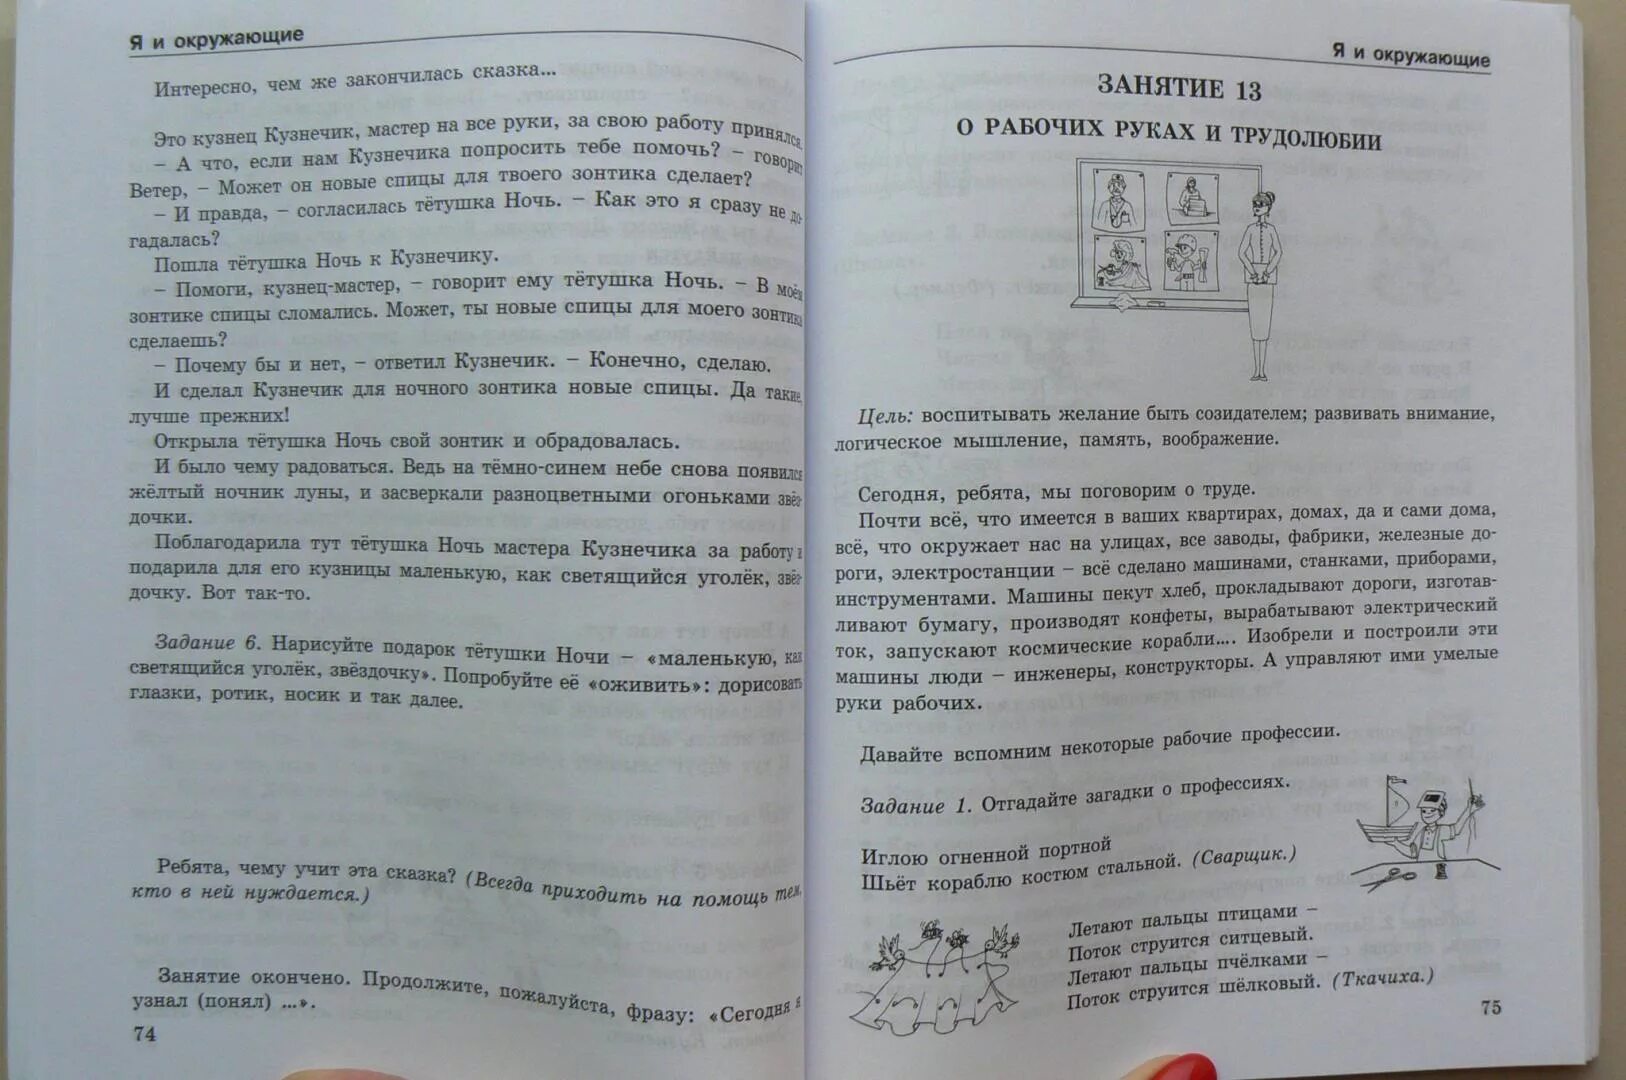 Я и окружающие
Интересно, чем же закончилась сказка...
Это кузнец Кузнечик, мастер на все руки, за свою работу принялся.
– А что, если нам Кузнечика попросить тебе помочь? – говорит
Ветер, – Может он новые спицы для твоего зонтика сделает?
– И правда, – согласилась тётушка Ночь. – Как это я сразу не до-
гадалась?
Пошла тётушка Ночь к Кузнечику.
– Помоги, кузнец-мастер, – говорит ему тётушка Ночь. – В моём
зонтике спицы сломались. Может, ты новые спицы для моего зонтика
сделаешь?
– Почему бы и нет, – ответил Кузнечик. – Конечно, сделаю.
И сделал Кузнечик для ночного зонтика новые спицы. Да такие,
лучше прежних!
Открыла тётушка Ночь свой зонтик и обрадовалась.
И было чему радоваться. Ведь на тёмно-синем небе снова появился
жёлтый ночник луны, и засверкали разноцветными огоньками звёз-
дочки.
Поблагодарила тут тётушка Ночь мастера Кузнечика за работу и
подарила для его кузницы маленькую, как светящийся уголёк, звёз-
дочку. Вот так-то.
Задание 6. Нарисуйте подарок тётушки Ночи – «маленькую, как
светящийся уголёк, звёздочку». Попробуйте её «оживить»: дорисовать
глазки, ротик, носик и так далее.
Ребята, чему учит эта сказка? (Всегда приходить на помощь тем,
кто в ней нуждается.)
Занятие окончено. Продолжите, пожалуйста, фразу: «Сегодня я
узнал (понял) ...».
74
Я и окружающие
ЗАНЯТИЕ 13
О РАБОЧИХ РУКАХ И ТРУДОЛЮБИИ
Цель: воспитывать желание быть созидателем; развивать внимание,
логическое мышление, память, воображение.
Сегодня, ребята, мы поговорим о труде.
Почти всё, что имеется в ваших квартирах, домах, да и сами дома,
всё, что окружает нас на улицах, все заводы, фабрики, железные до-
роги, электростанции – всё сделано машинами, станками, приборами,
инструментами. Машины пекут хлеб, прокладывают дороги, изготав-
ливают бумагу, производят конфеты, вырабатывают электрический
ток, запускают космические корабли.... Изобрели и построили эти
машины люди – инженеры, конструкторы. А управляют ими умелые
руки рабочих.
Давайте вспомним некоторые рабочие профессии.
Задание 1. Отгадайте загадки о профессиях.
Иглою огненной портной
Шьёт кораблю костюм стальной. (Сварщик.)
Летают пальцы птицами –
Поток струится ситцевый.
Летают пальцы пчёлками –
Поток струится шёлковый. (Ткачиха.)
75